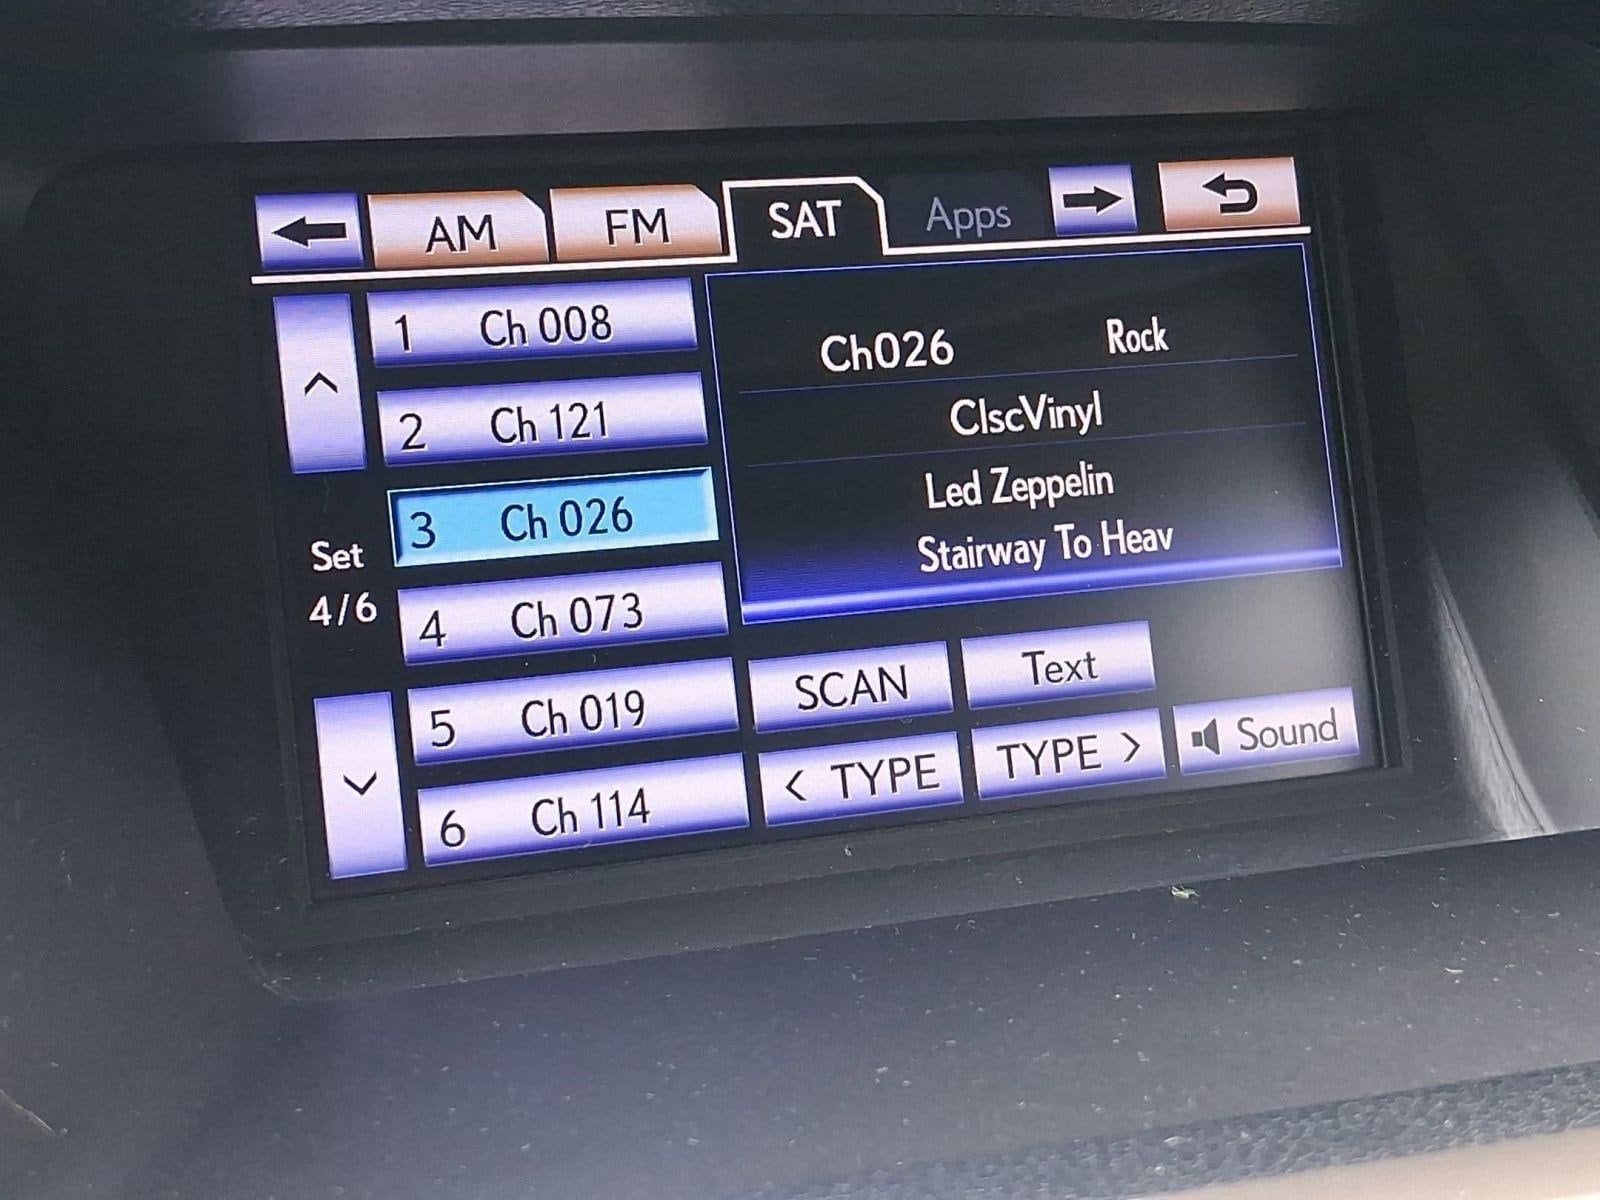 AM FM SAT Apps
1 Ch 008
2 Ch 121
3 Ch 026
4 Ch 073
5 Ch 019
6 Ch 114
Set
4/6
Ch026 Rock
ClscVinyl
Led Zeppelin
Stairway To Heav
SCAN Text
< TYPE TYPE > Sound